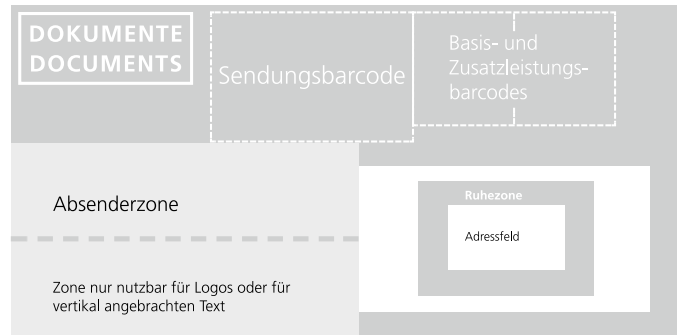 DOKUMENTE
DOCUMENTS
Sendungsbarcode
Basis- und
Zusatzleistungs-
barcodes
Absenderzone
Ruhezone
Adressfeld
Zone nur nutzbar für Logos oder für
vertikal angebrachten Text